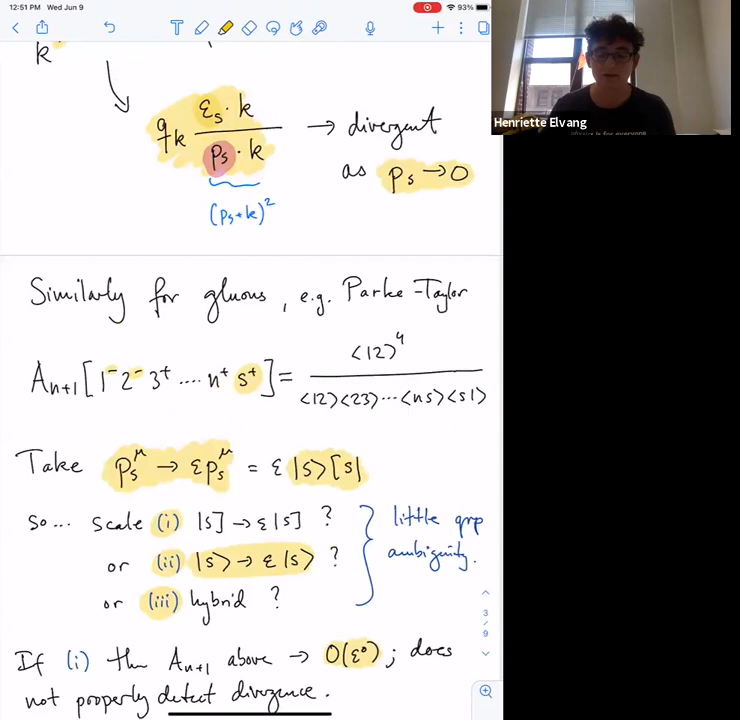 12:51 PM Wed Jun 9
93%
k
q_k ε_s · k / p_s · k → divergent
as p_s → 0
(p_s+k)²
Henriette Elvang
Similarly for gluons, e.g. Parke-Taylor
A_{n+1}[1⁻ 2⁻ 3⁺ .... n⁺ s⁺] = <12>⁴ / <12><23>...<ns><s1>
Take p_s^μ → εp_s^μ = ε |s>[s|
so... scale (i) |s] → ε|s] ?
or (ii) |s> → ε|s> ?
or (iii) hybrid ?
little grp
ambiguity.
3
/
9
If (i) then A_{n+1} above → O(ε⁰); does
not properly detect divergence.